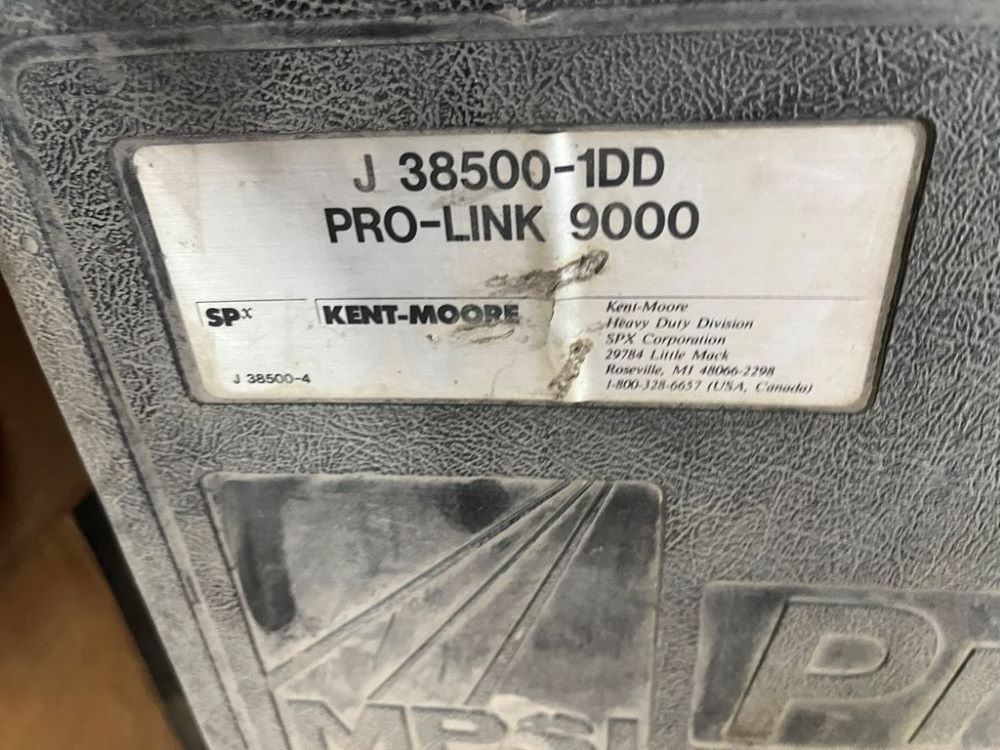 J 38500-1DD
PRO-LINK 9000
SPX
KENT-MOORE
J 38500-4
Kent-Moore
Heavy Duty Division
SPX Corporation
29784 Little Mack
Roseville, MI 48066-2298
1-800-328-6657 (USA, Canada)
MPSI